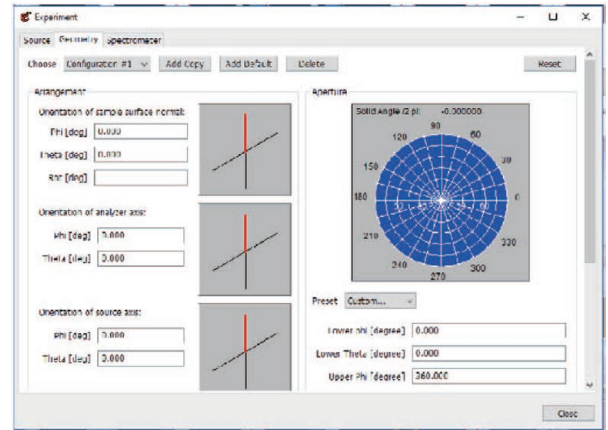 Experiment
Source Geometry Spectrometer
Choose Configuration #1 Add Copy Add Default Delete Reset
Arrangement
Orientation of sample surface normal:
Phi [deg] 0.000
Theta [deg] 0.000
[deg]
Orientation of analyzer axis:
Phi [deg] 0.000
Theta [deg] 0.000
Orientation of source axis:
Phi [deg] 0.000
Theta [deg] 0.000
Aperture
Solid Angle /2 pi: -0.000000
90
120 60
150 30
180 0
210 330
240 300
270
Preset Custom...
Lower phi [degree] 0.000
Lower Theta [degree] 0.000
Upper Phi [degree] 360.000
Close